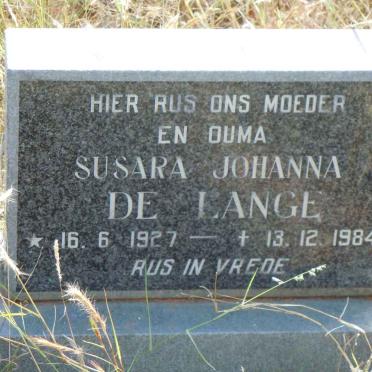 HIER RUS ONS MOEDER
EN OUMA
SUSARA JOHANNA
DE LANGE
★ 16. 6 1927 — ✝ 13. 12. 1984
RUS IN VREDE